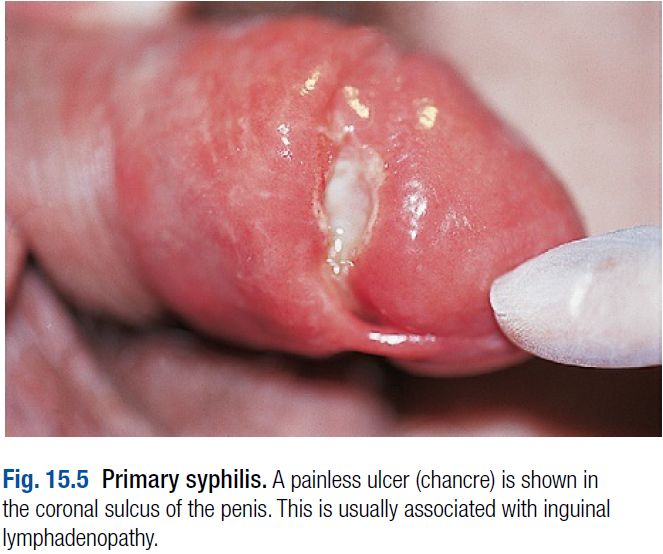 Fig. 15.5 Primary syphilis. A painless ulcer (chancre) is shown in
the coronal sulcus of the penis. This is usually associated with inguinal
lymphadenopathy.